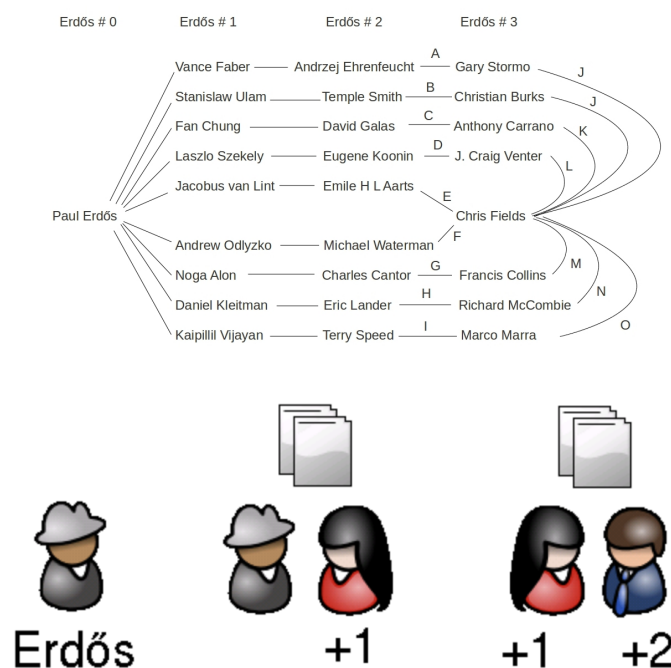 Erdős # 0 Erdős # 1 Erdős # 2 Erdős # 3
A
Vance Faber Andrzej Ehrenfeucht Gary Stormo J
B
Stanislaw Ulam Temple Smith Christian Burks J
C
Fan Chung David Galas Anthony Carrano K
D
Laszlo Szekely Eugene Koonin J. Craig Venter L
Jacobus van Lint Emile H L Aarts E
Paul Erdős Chris Fields
F
Andrew Odlyzko Michael Waterman
G M
Noga Alon Charles Cantor Francis Collins
H N
Daniel Kleitman Eric Lander Richard McCombie
I O
Kaipillil Vijayan Terry Speed Marco Marra
Erdős +1 +1 +2